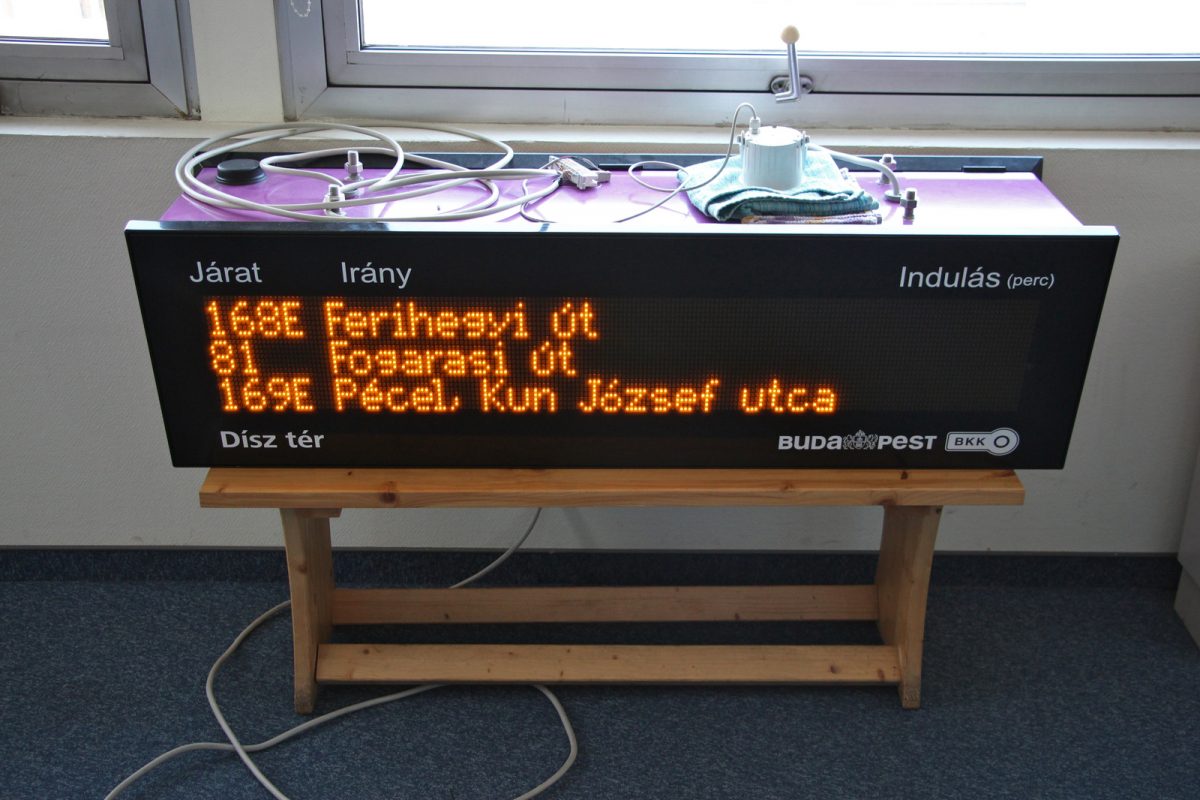 Járat Irány Indulás (perc)
168E Ferihegyi út
81 Fogarasi út
169E Pécel, Kun József utca
Dísz tér BUDAPEST BKK